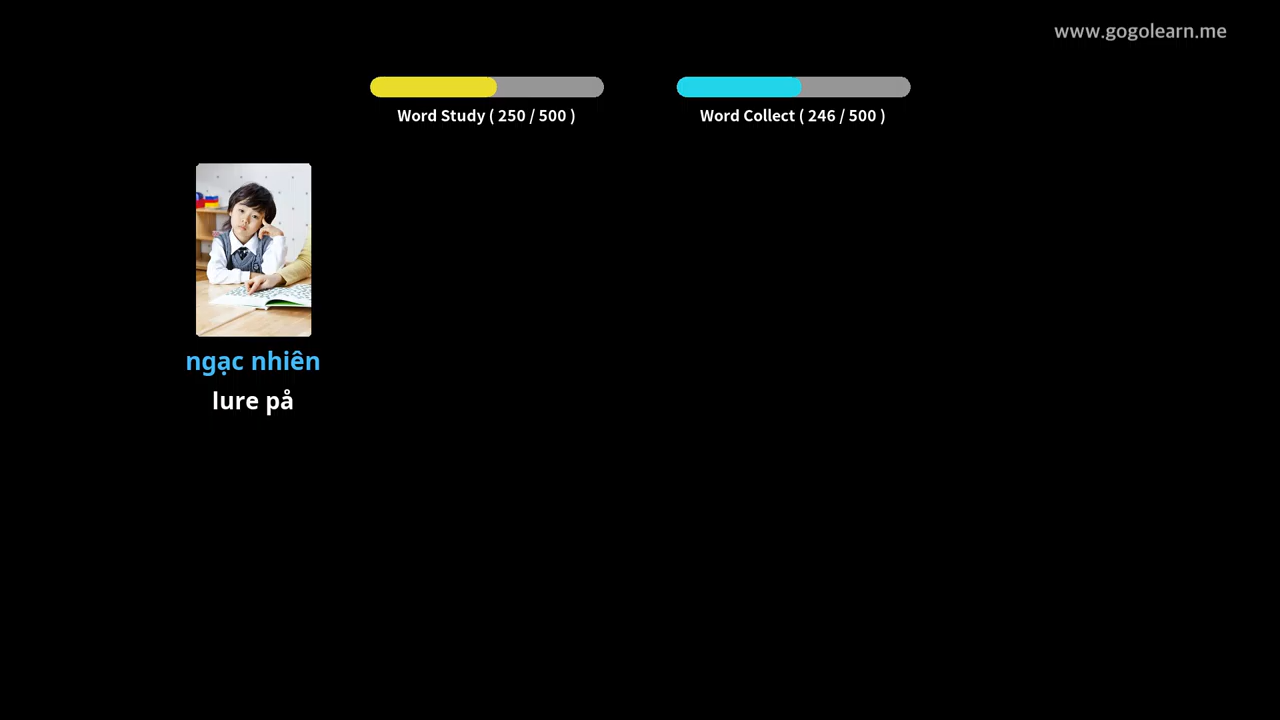 www.gogolearn.me
Word Study ( 250 / 500 )
Word Collect ( 246 / 500 )
ngạc nhiên
lure på